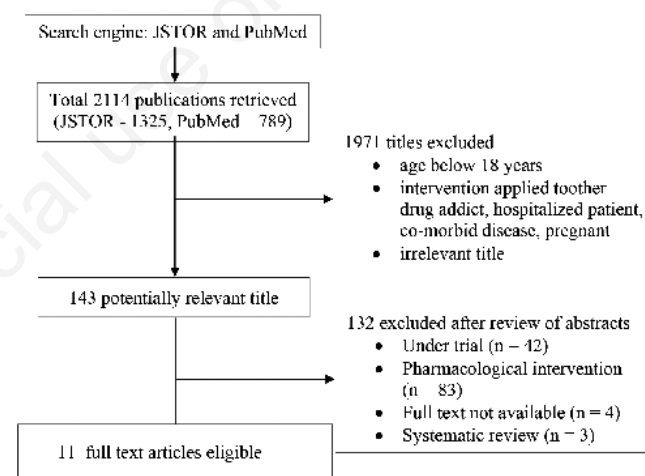 cial use o
Search engine: JSTOR and PubMed
Total 2114 publications retrieved
(JSTOR - 1325, PubMed 789)
1971 titles excluded
• age below 18 years
• intervention applied toother
drug addict, hospitalized patient,
co-morbid disease, pregnant
• irrelevant title
143 potentially relevant title
132 excluded after review of abstracts
• Under trial (n – 42)
• Pharmacological intervention
(n 83)
• Full text not available (n = 4)
• Systematic review (n = 3)
11 full text articles eligible